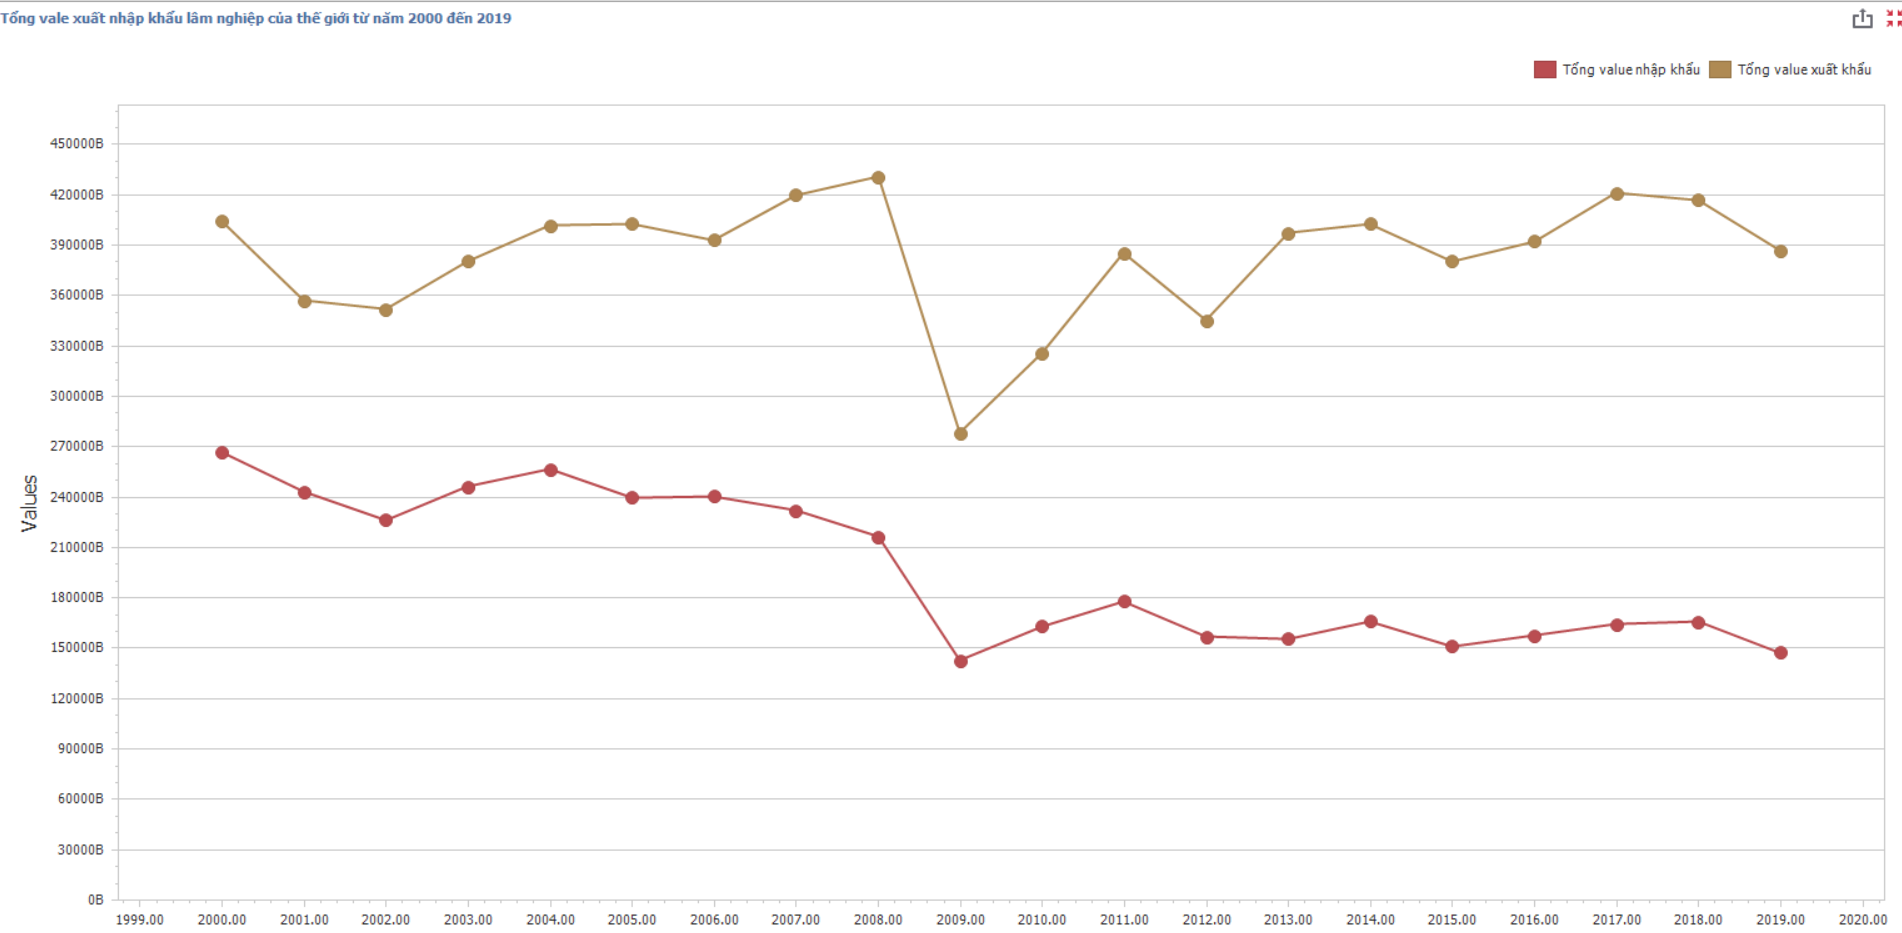 Tổng vale xuất nhập khẩu lâm nghiệp của thế giới từ năm 2000 đến 2019
Tổng value nhập khẩu Tổng value xuất khẩu
450000B
420000B
390000B
360000B
330000B
300000B
270000B
240000B
210000B
180000B
150000B
120000B
90000B
60000B
30000B
0B
Values
1999.00 2000.00 2001.00 2002.00 2003.00 2004.00 2005.00 2006.00 2007.00 2008.00 2009.00 2010.00 2011.00 2012.00 2013.00 2014.00 2015.00 2016.00 2017.00 2018.00 2019.00 2020.00